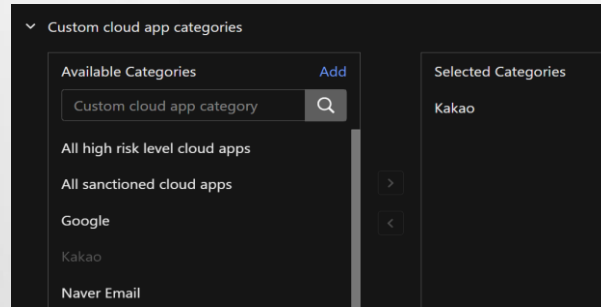 Custom cloud app categories
Available Categories Add
Custom cloud app category
All high risk level cloud apps
All sanctioned cloud apps
Google
Kakao
Naver Email
Selected Categories
Kakao